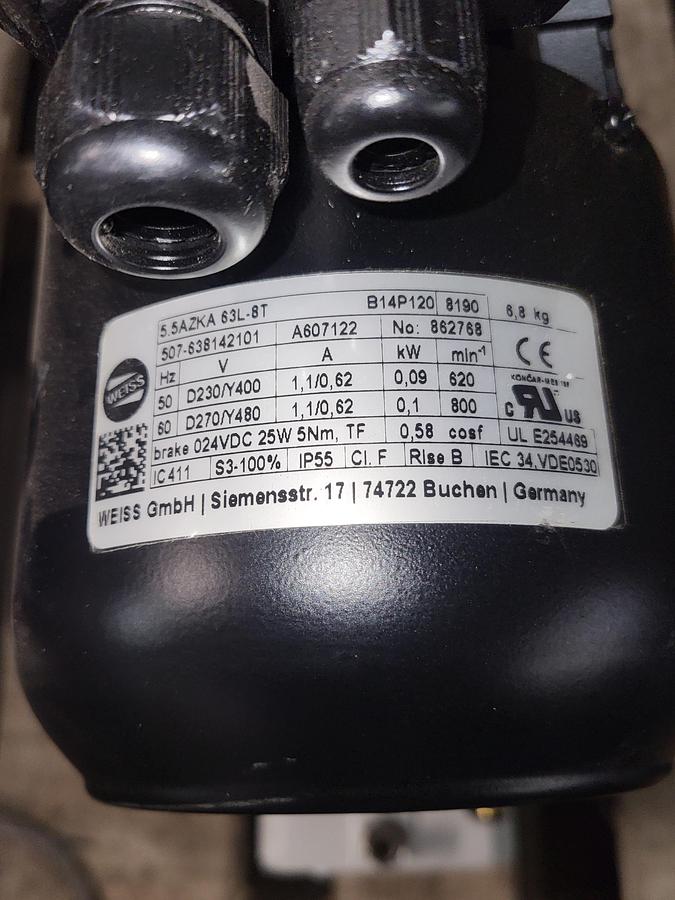 5.5AZKA 63L-8T B14P120 8190 6,8 kg
507-638142101 A607122 No: 862768
Hz V A kW min⁻¹ CE
50 D230/Y400 1,1/0,62 0,09 620
60 D270/Y480 1,1/0,62 0,1 800
WEISS
C RU US
brake 024VDC 25W 5Nm, TF 0,58 cosf UL E254469
IC411 S3-100% IP55 Cl. F Rise B IEC 34,VDE0530
WEISS GmbH | Siemensstr. 17 | 74722 Buchen | Germany